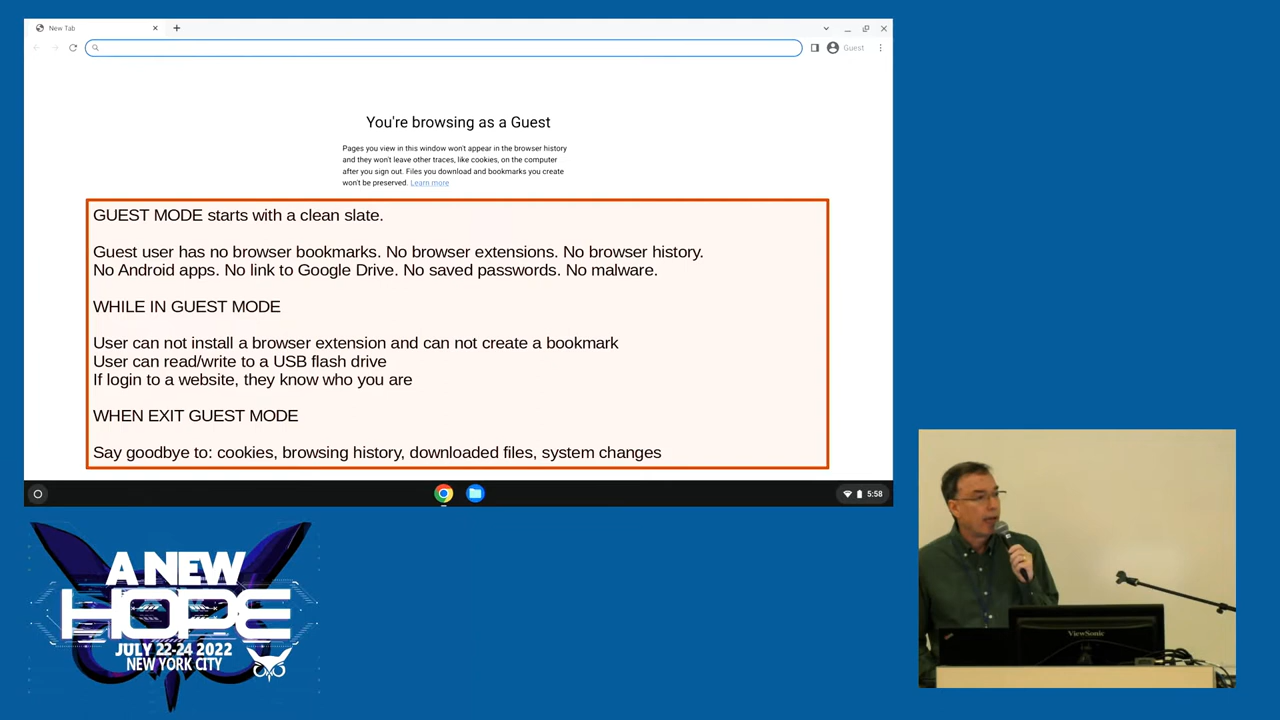 New Tab
Guest
You're browsing as a Guest
Pages you view in this window won't appear in the browser history
and they won't leave other traces, like cookies, on the computer
after you sign out. Files you download and bookmarks you create
won't be preserved. Learn more
GUEST MODE starts with a clean slate.
Guest user has no browser bookmarks. No browser extensions. No browser history.
No Android apps. No link to Google Drive. No saved passwords. No malware.
WHILE IN GUEST MODE
User can not install a browser extension and can not create a bookmark
User can read/write to a USB flash drive
If login to a website, they know who you are
WHEN EXIT GUEST MODE
Say goodbye to: cookies, browsing history, downloaded files, system changes
5:58
A NEW
HOPE
JULY 22-24 2022
NEW YORK CITY
ViewSonic